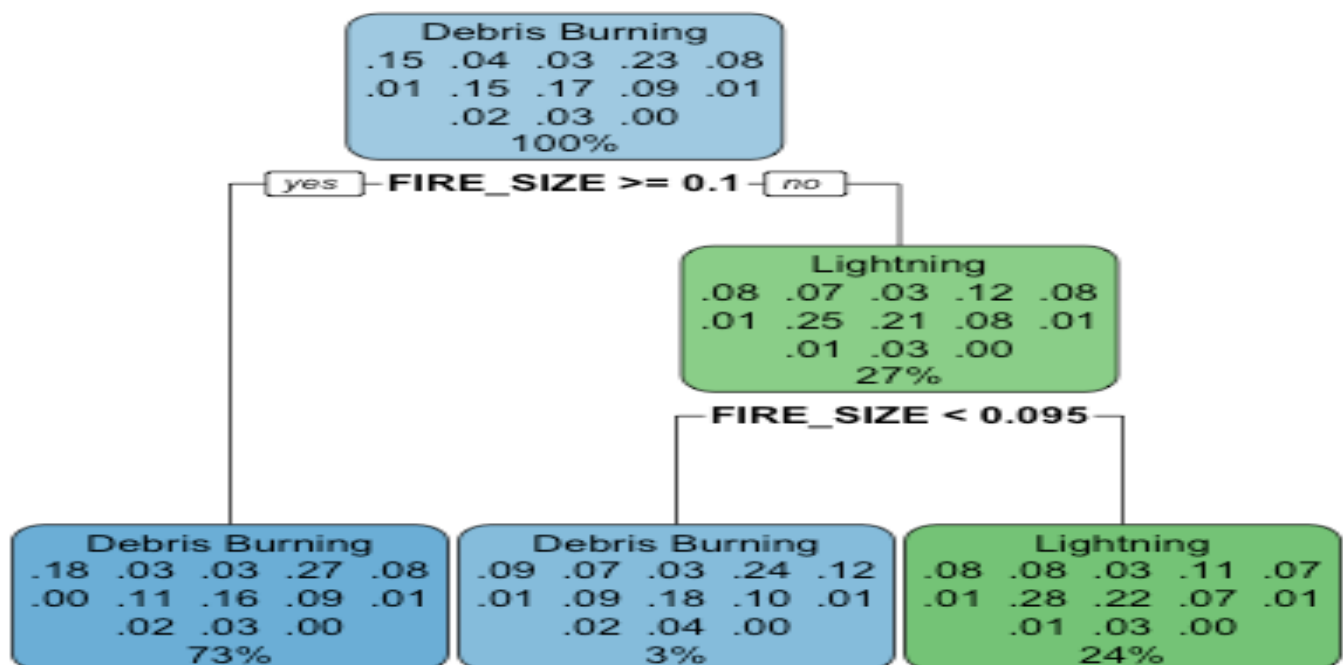 Debris Burning
.15 .04 .03 .23 .08
.01 .15 .17 .09 .01
.02 .03 .00
100%
yes FIRE_SIZE >= 0.1 no
Lightning
.08 .07 .03 .12 .08
.01 .25 .21 .08 .01
.01 .03 .00
27%
FIRE_SIZE < 0.095
Debris Burning
.18 .03 .03 .27 .08
.00 .11 .16 .09 .01
.02 .03 .00
73%
Debris Burning
.09 .07 .03 .24 .12
.01 .09 .18 .10 .01
.02 .04 .00
3%
Lightning
.08 .08 .03 .11 .07
.01 .28 .22 .07 .01
.01 .03 .00
24%